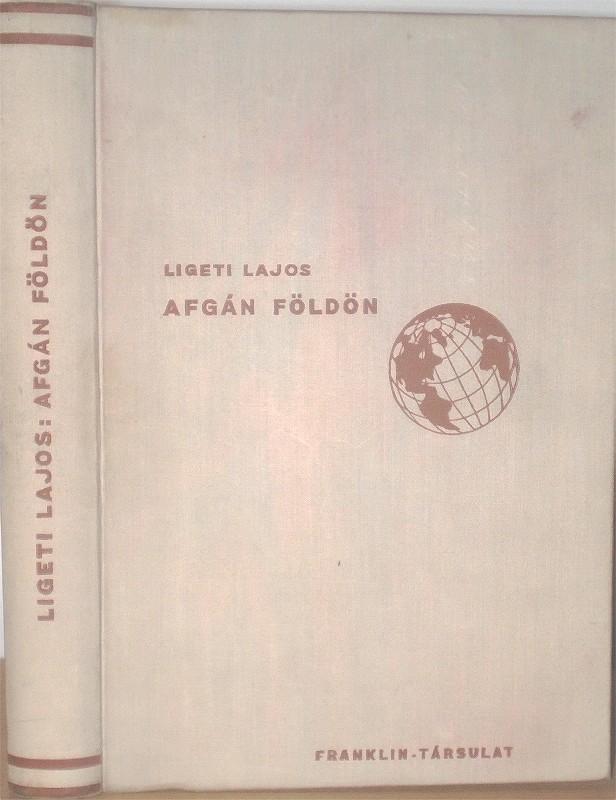 LIGETI LAJOS: AFGÁN FÖLDÖN
LIGETI LAJOS
AFGÁN FÖLDÖN
FRANKLIN-TÁRSULAT